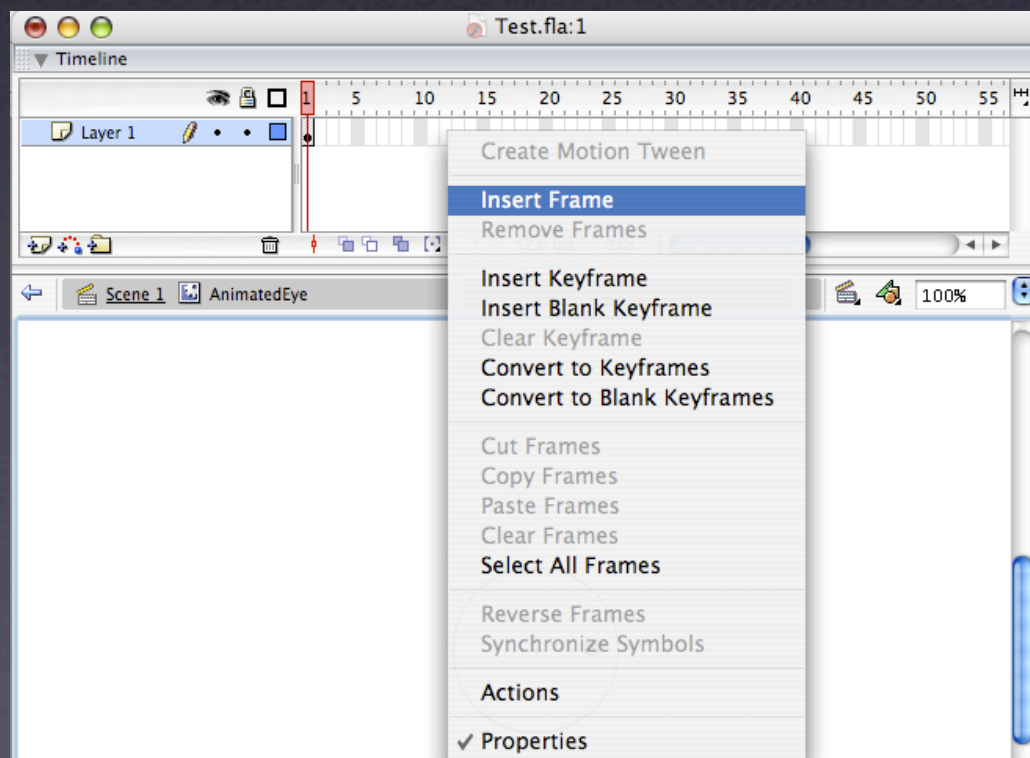 Test.fla:1
Timeline
1 5 10 15 20 25 30 35 40 45 50 55
Layer 1
Create Motion Tween
Insert Frame
Remove Frames
Insert Keyframe
Insert Blank Keyframe
Clear Keyframe
Convert to Keyframes
Convert to Blank Keyframes
Cut Frames
Copy Frames
Paste Frames
Clear Frames
Select All Frames
Reverse Frames
Synchronize Symbols
Actions
Properties
Scene 1 AnimatedEye
100%